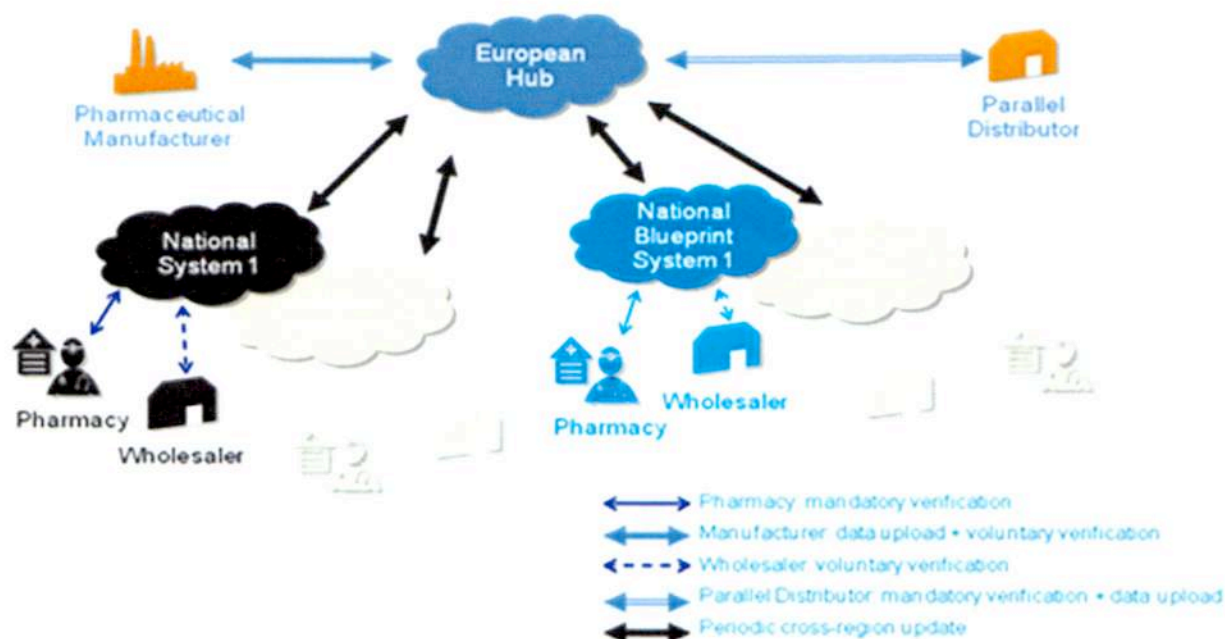 European
Hub
Pharmaceutical
Manufacturer
Parallel
Distributor
National
System 1
National
Blueprint
System 1
Pharmacy
Wholesaler
Pharmacy
Wholesaler
Pharmacy mandatory verification
Manufacturer data upload + voluntary verification
Wholesaler voluntary verification
Parallel Distributor mandatory verification + data upload
Periodic cross-region update